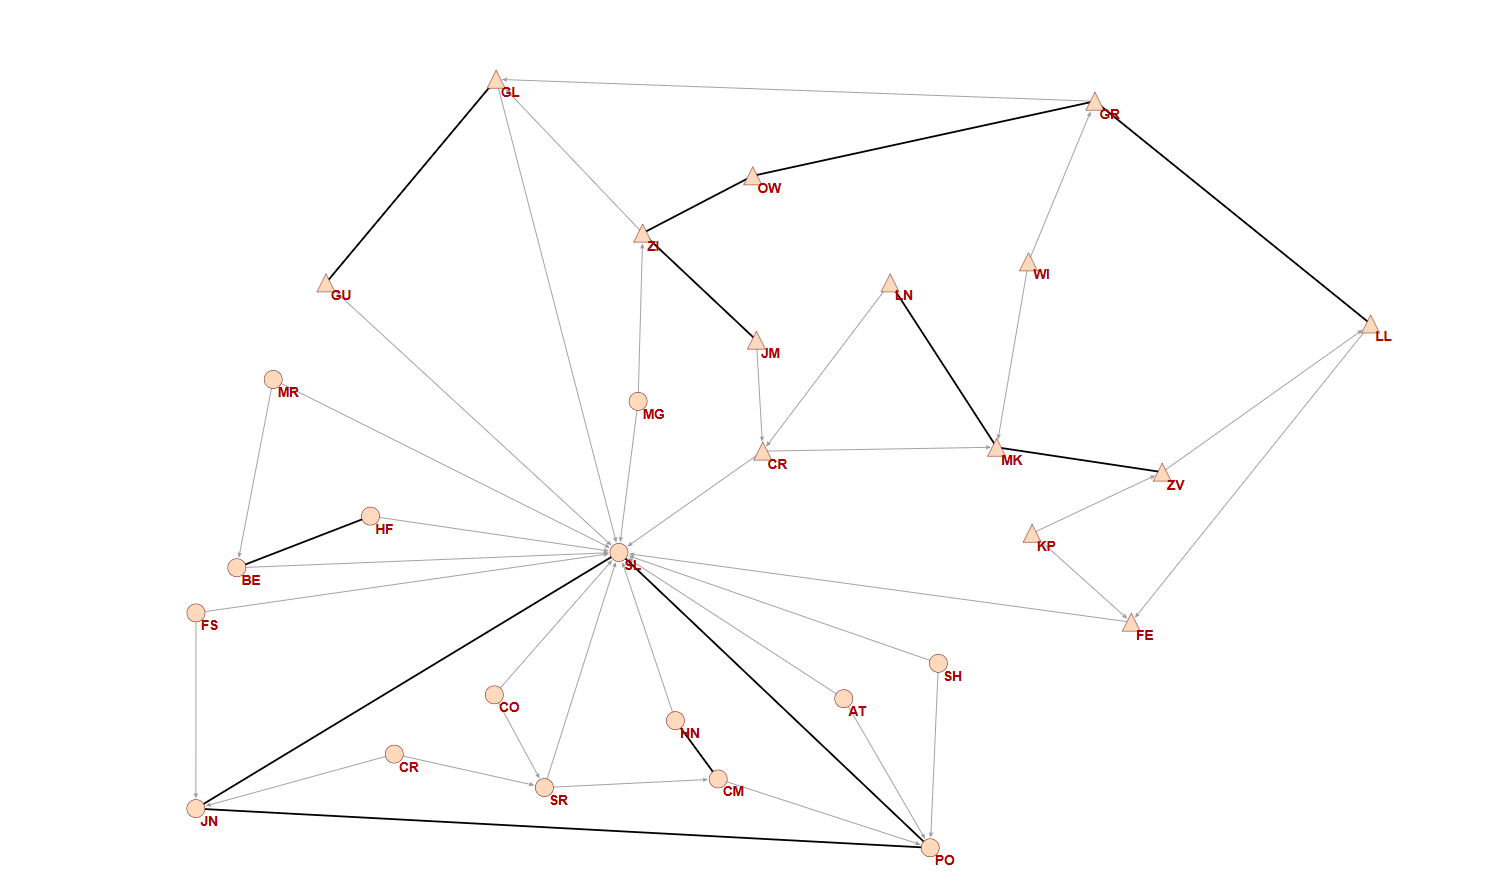 GL
GR
OW
ZI
WI
GU
LN
LL
JM
MR
MG
CR
MK
ZV
HF
KP
SL
BE
FS
FE
SH
CO
AT
HN
CR
SR
CM
JN
PO